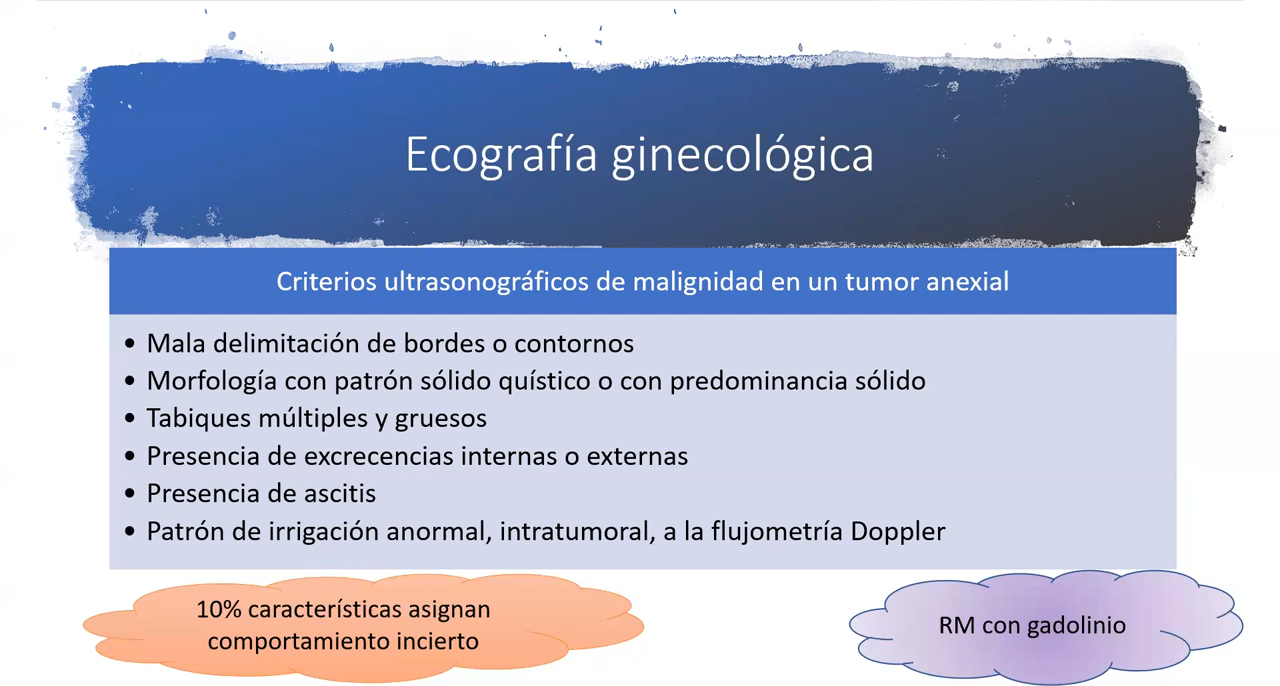 Ecografía ginecológica
Criterios ultrasonográficos de malignidad en un tumor anexial
• Mala delimitación de bordes o contornos
• Morfología con patrón sólido quístico o con predominancia sólido
• Tabiques múltiples y gruesos
• Presencia de excrecencias internas o externas
• Presencia de ascitis
• Patrón de irrigación anormal, intratumoral, a la flujometría Doppler
10% características asignan
comportamiento incierto
RM con gadolinio